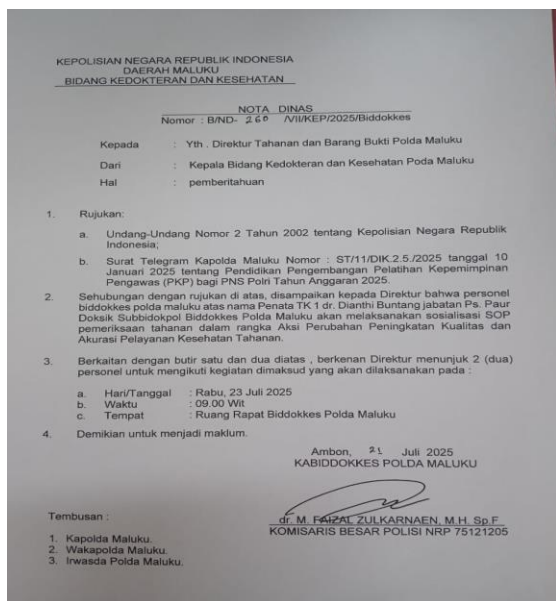 KEPOLISIAN NEGARA REPUBLIK INDONESIA
DAERAH MALUKU
BIDANG KEDOKTERAN DAN KESEHATAN
NOTA DINAS
Nomor : B/ND- 260 /VII/KEP/2025/Biddokkes
Kepada : Yth . Direktur Tahanan dan Barang Bukti Polda Maluku
Dari : Kepala Bidang Kedokteran dan Kesehatan Poda Maluku
Hal : pemberitahuan
1. Rujukan:
a. Undang-Undang Nomor 2 Tahun 2002 tentang Kepolisian Negara Republik
Indonesia;
b. Surat Telegram Kapolda Maluku Nomor : ST/11/DIK.2.5./2025 tanggal 10
Januari 2025 tentang Pendidikan Pengembangan Pelatihan Kepemimpinan
Pengawas (PKP) bagi PNS Polri Tahun Anggaran 2025.
2. Sehubungan dengan rujukan di atas, disampaikan kepada Direktur bahwa personel
biddokkes polda maluku atas nama Penata TK 1 dr. Dianthi Buntang jabatan Ps. Paur
Doksik Subbidokpol Biddokkes Polda Maluku akan melaksanakan sosialisasi SOP
pemeriksaan tahanan dalam rangka Aksi Perubahan Peningkatan Kualitas dan
Akurasi Pelayanan Kesehatan Tahanan.
3. Berkaitan dengan butir satu dan dua diatas , berkenan Direktur menunjuk 2 (dua)
personel untuk mengikuti kegiatan dimaksud yang akan dilaksanakan pada :
a. Hari/Tanggal : Rabu, 23 Juli 2025
b. Waktu : 09.00 Wit
c. Tempat : Ruang Rapat Biddokkes Polda Maluku
4. Demikian untuk menjadi maklum.
Ambon, 21 Juli 2025
KABIDDOKKES POLDA MALUKU
dr. M. FAIZAL ZULKARNAEN, M.H. Sp.F
KOMISARIS BESAR POLISI NRP 75121205
Tembusan :
1. Kapolda Maluku.
2. Wakapolda Maluku.
3. Irwasda Polda Maluku.